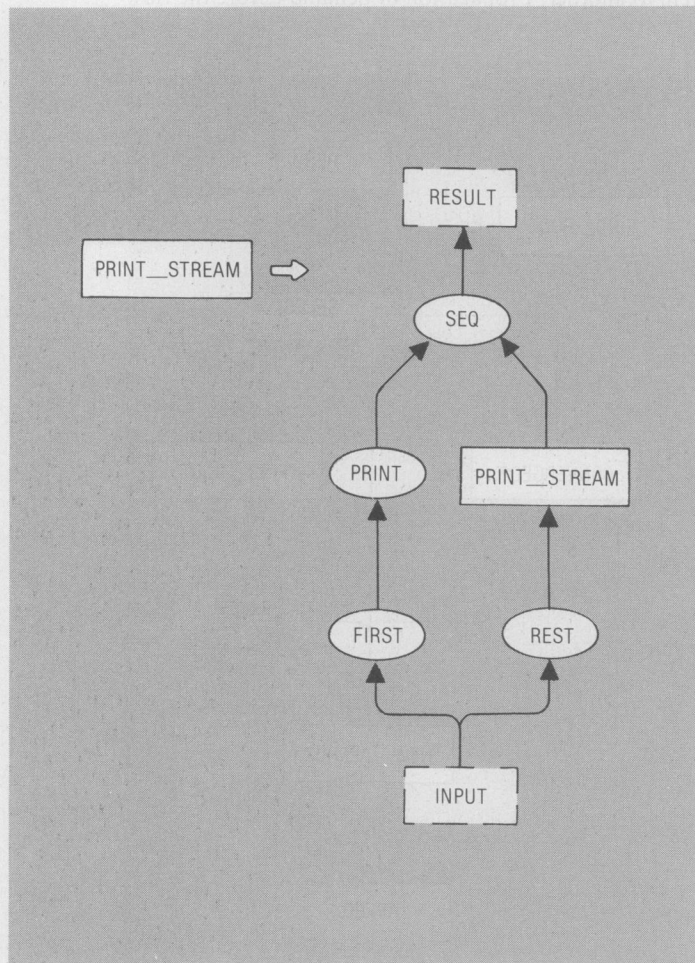 RESULT
PRINT__STREAM
SEQ
PRINT
PRINT__STREAM
FIRST
REST
INPUT